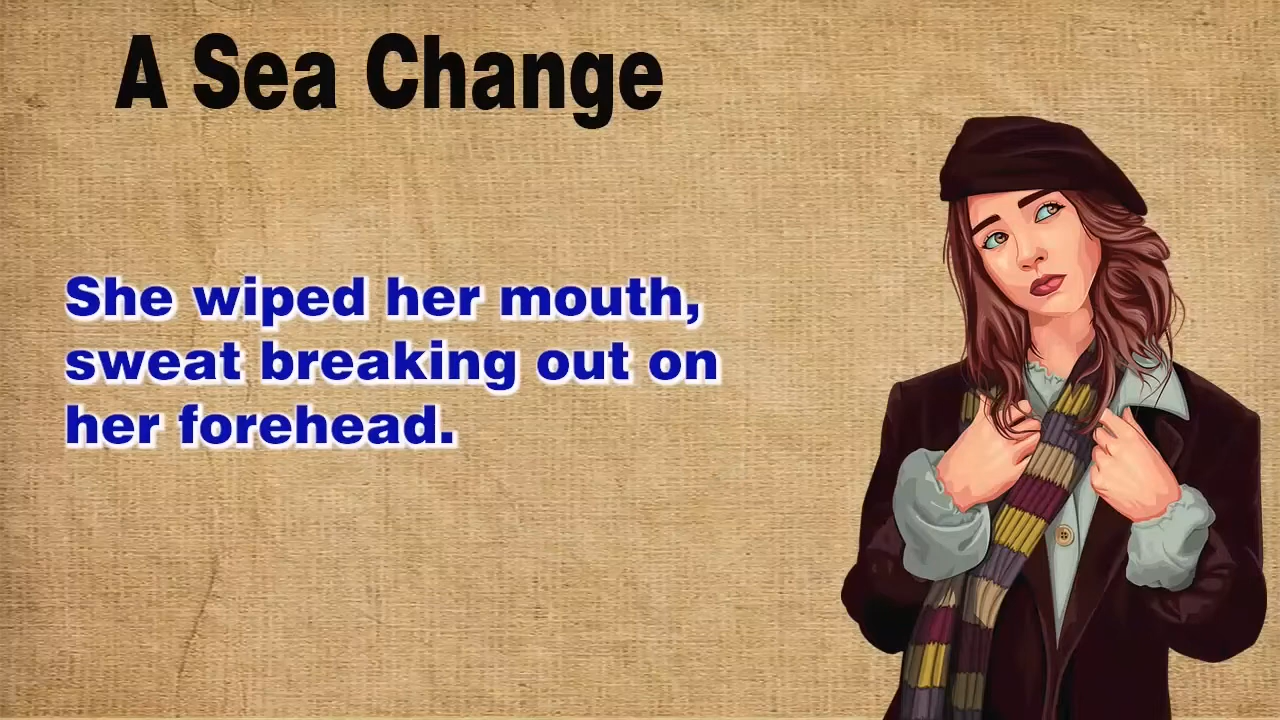 A Sea Change
She wiped her mouth,
sweat breaking out on
her forehead.